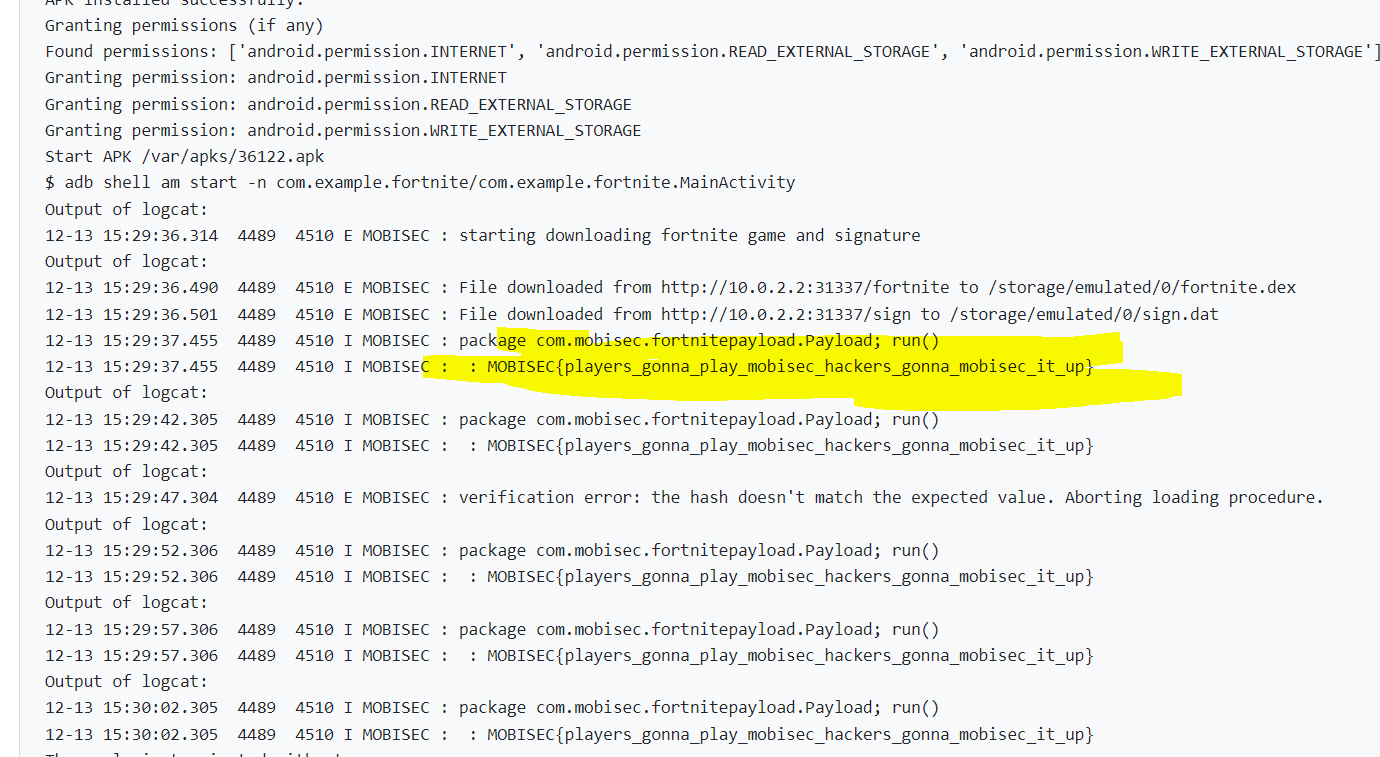 APK installed successfully.
Granting permissions (if any)
Found permissions: ['android.permission.INTERNET', 'android.permission.READ_EXTERNAL_STORAGE', 'android.permission.WRITE_EXTERNAL_STORAGE']
Granting permission: android.permission.INTERNET
Granting permission: android.permission.READ_EXTERNAL_STORAGE
Granting permission: android.permission.WRITE_EXTERNAL_STORAGE
Start APK /var/apks/36122.apk
$ adb shell am start -n com.example.fortnite/com.example.fortnite.MainActivity
Output of logcat:
12-13 15:29:36.314  4489  4510 E MOBISEC : starting downloading fortnite game and signature
Output of logcat:
12-13 15:29:36.490  4489  4510 E MOBISEC : File downloaded from http://10.0.2.2:31337/fortnite to /storage/emulated/0/fortnite.dex
12-13 15:29:36.501  4489  4510 E MOBISEC : File downloaded from http://10.0.2.2:31337/sign to /storage/emulated/0/sign.dat
12-13 15:29:37.455  4489  4510 I MOBISEC : package com.mobisec.fortnitepayload.Payload; run()
12-13 15:29:37.455  4489  4510 I MOBISEC :  : MOBISEC{players_gonna_play_mobisec_hackers_gonna_mobisec_it_up}
Output of logcat:
12-13 15:29:42.305  4489  4510 I MOBISEC : package com.mobisec.fortnitepayload.Payload; run()
12-13 15:29:42.305  4489  4510 I MOBISEC :  : MOBISEC{players_gonna_play_mobisec_hackers_gonna_mobisec_it_up}
Output of logcat:
12-13 15:29:47.304  4489  4510 E MOBISEC : verification error: the hash doesn't match the expected value. Aborting loading procedure.
Output of logcat:
12-13 15:29:52.306  4489  4510 I MOBISEC : package com.mobisec.fortnitepayload.Payload; run()
12-13 15:29:52.306  4489  4510 I MOBISEC :  : MOBISEC{players_gonna_play_mobisec_hackers_gonna_mobisec_it_up}
Output of logcat:
12-13 15:29:57.306  4489  4510 I MOBISEC : package com.mobisec.fortnitepayload.Payload; run()
12-13 15:29:57.306  4489  4510 I MOBISEC :  : MOBISEC{players_gonna_play_mobisec_hackers_gonna_mobisec_it_up}
Output of logcat:
12-13 15:30:02.305  4489  4510 I MOBISEC : package com.mobisec.fortnitepayload.Payload; run()
12-13 15:30:02.305  4489  4510 I MOBISEC :  : MOBISEC{players_gonna_play_mobisec_hackers_gonna_mobisec_it_up}